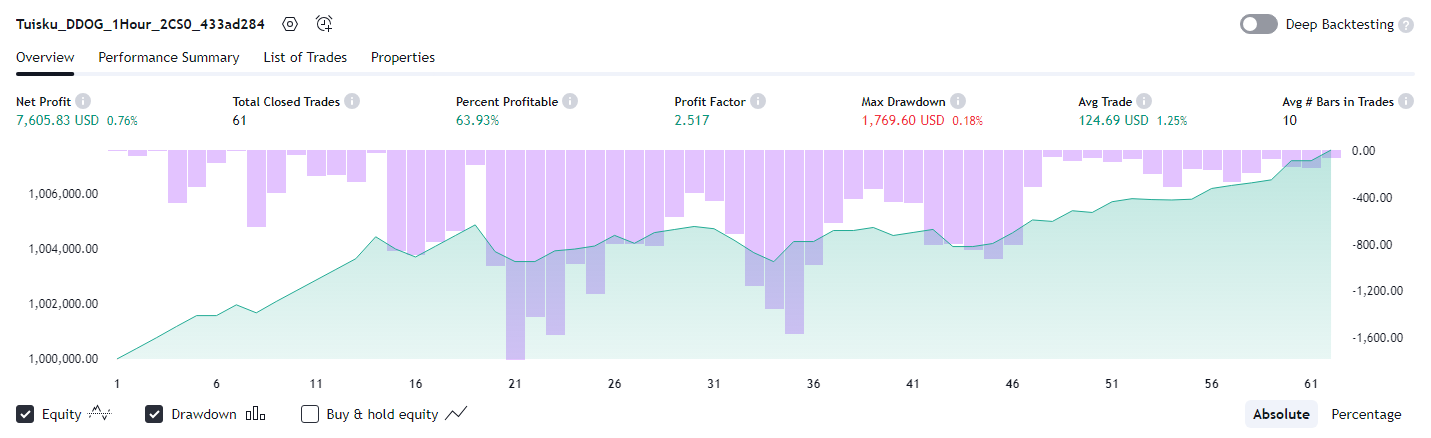 Tuisku_DDOG_1Hour_2CS0_433ad284 Deep Backtesting ?
Overview Performance Summary List of Trades Properties
Net Profit Total Closed Trades Percent Profitable Profit Factor Max Drawdown Avg Trade Avg # Bars in Trades
7,605.83 USD 0.76% 61 63.93% 2.517 1,769.60 USD 0.18% 124.69 USD 1.25% 10
0.00
1,006,000.00 -400.00
1,004,000.00 -800.00
1,002,000.00 -1,200.00
1,000,000.00 -1,600.00
1 6 11 16 21 26 31 36 41 46 51 56 61
Equity Drawdown Buy & hold equity Absolute Percentage